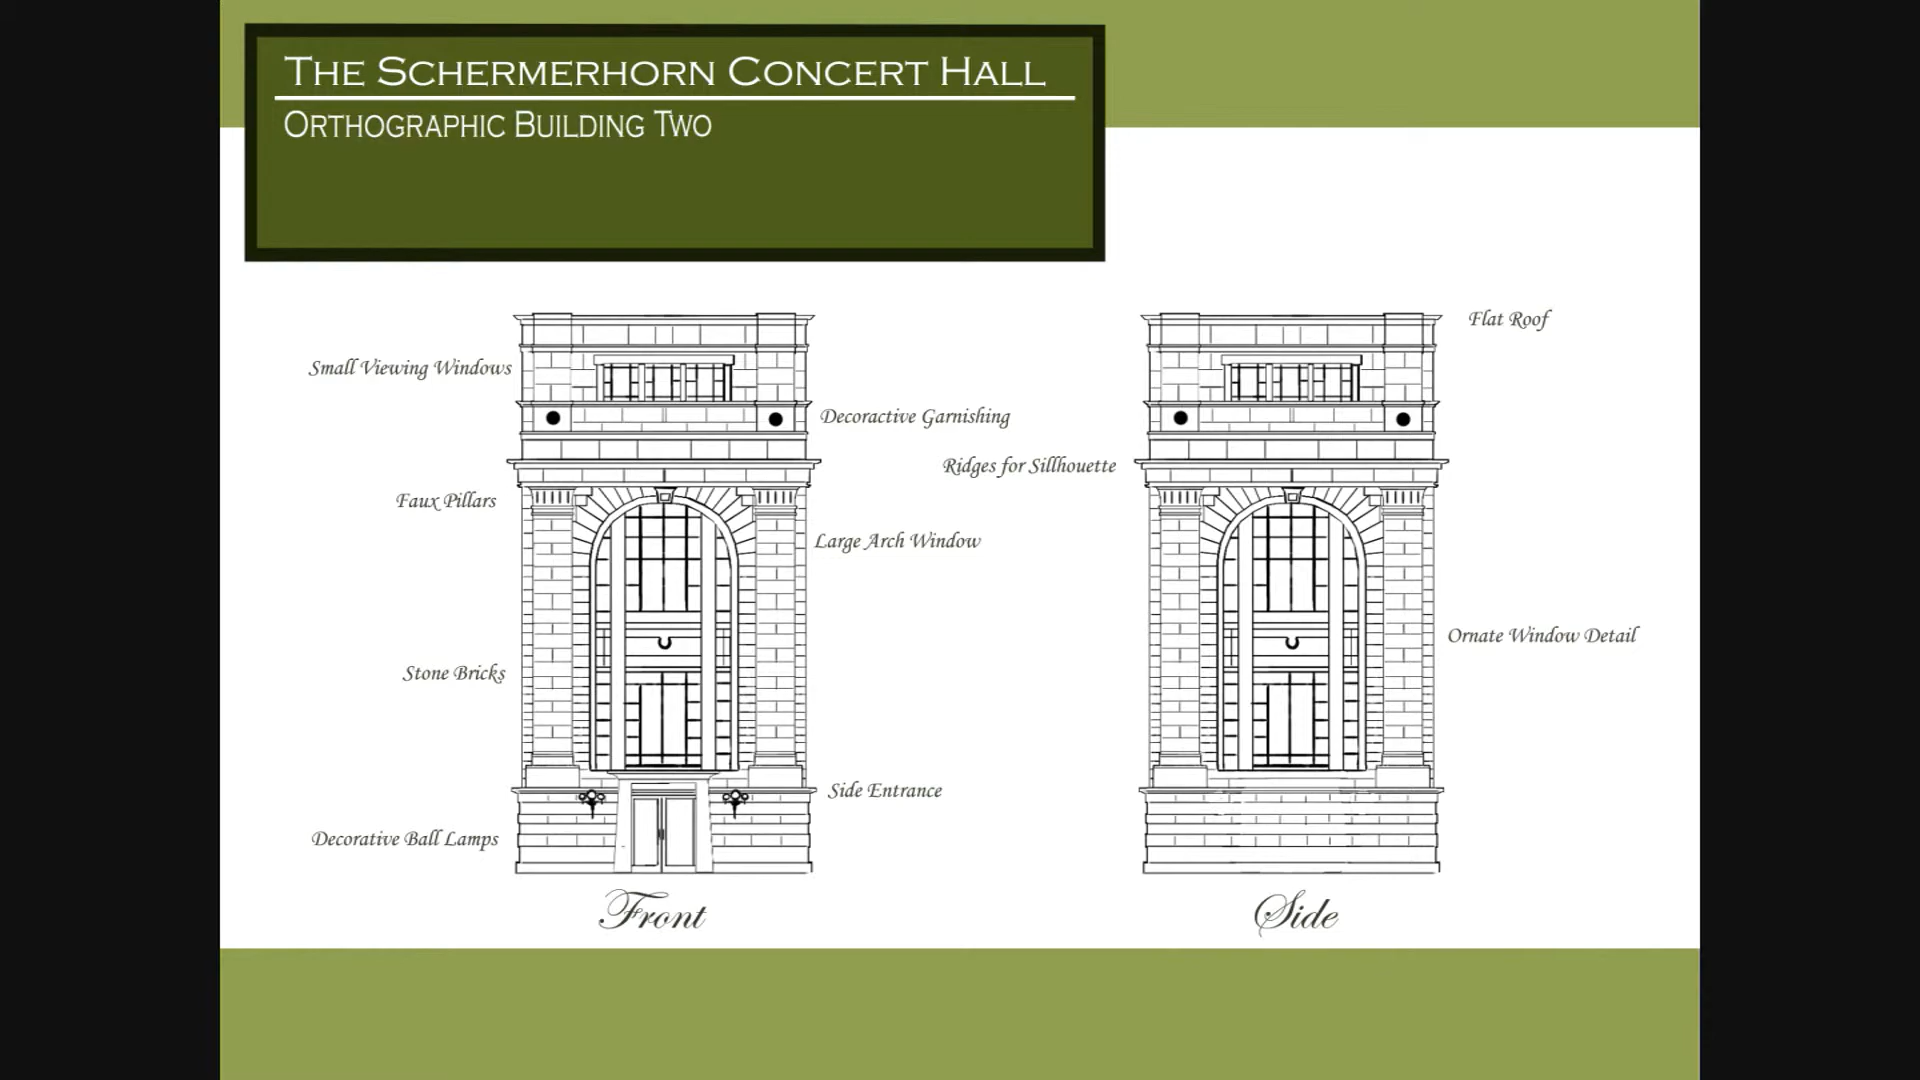 THE SCHERMERHORN CONCERT HALL
ORTHOGRAPHIC BUILDING TWO
Flat Roof
Small Viewing Windows
Decoractive Garnishing
Ridges for Sillhouette
Faux Pillars
Large Arch Window
Ornate Window Detail
Stone Bricks
Side Entrance
Decorative Ball Lamps
Front
Side